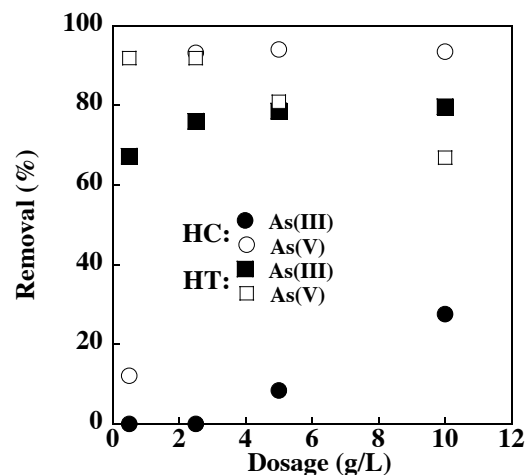 100
80
60
40
20
0
Removal (%)
HC: As(III)
As(V)
HT: As(III)
As(V)
0 2 4 6 8 10 12
Dosage (g/L)